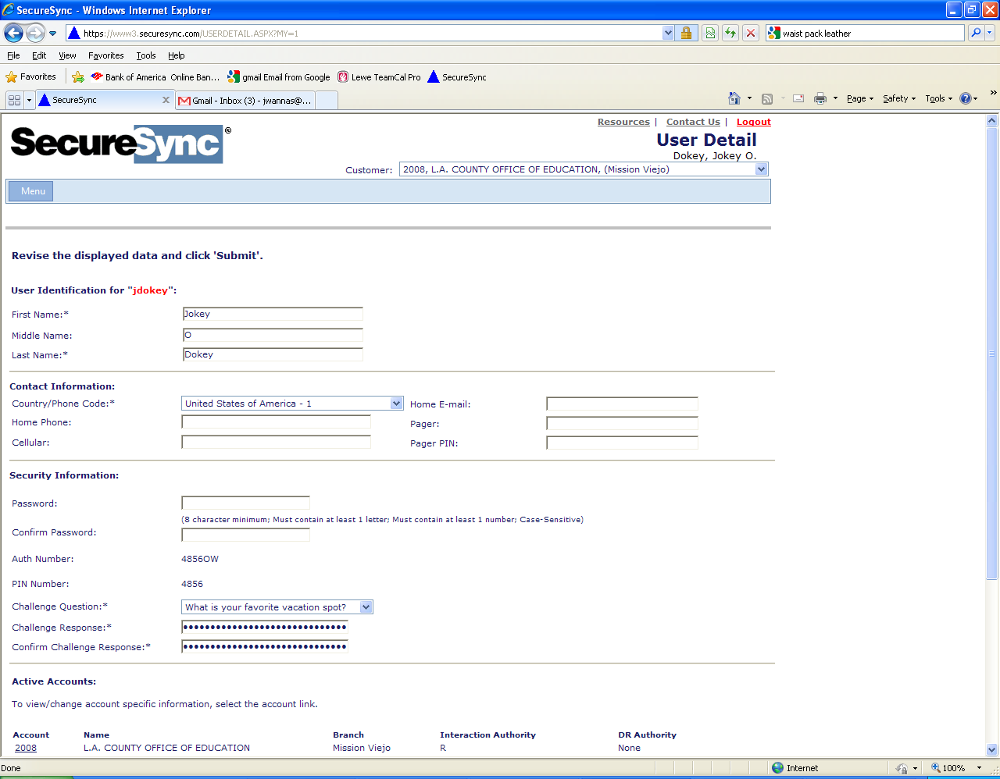 SecureSync - Windows Internet Explorer
https://www3.securesync.com/USERDETAIL.ASPX?MY=1
waist pack leather
File Edit View Favorites Tools Help
Favorites Bank of America Online Ban... gmail Email from Google Lewe TeamCal Pro SecureSync
SecureSync Gmail - Inbox (3) - jwannas@... Page Safety Tools
Resources | Contact Us | Logout
SecureSync®
User Detail
Dokey, Jokey O.
Customer: 2008, L.A. COUNTY OFFICE OF EDUCATION, (Mission Viejo)
Menu
Revise the displayed data and click 'Submit'.
User Identification for "jdokey":
First Name:* Jokey
Middle Name: O
Last Name:* Dokey
Contact Information:
Country/Phone Code:* United States of America - 1 Home E-mail:
Home Phone: Pager:
Cellular: Pager PIN:
Security Information:
Password:
(8 character minimum; Must contain at least 1 letter; Must contain at least 1 number; Case-Sensitive)
Confirm Password:
Auth Number: 4856OW
PIN Number: 4856
Challenge Question:* What is your favorite vacation spot?
Challenge Response:* ••••••••••••••••••••••••••••••
Confirm Challenge Response:* ••••••••••••••••••••••••••••••
Active Accounts:
To view/change account specific information, select the account link.
Account Name Branch Interaction Authority DR Authority
2008 L.A. COUNTY OFFICE OF EDUCATION Mission Viejo R None
Done Internet 100%